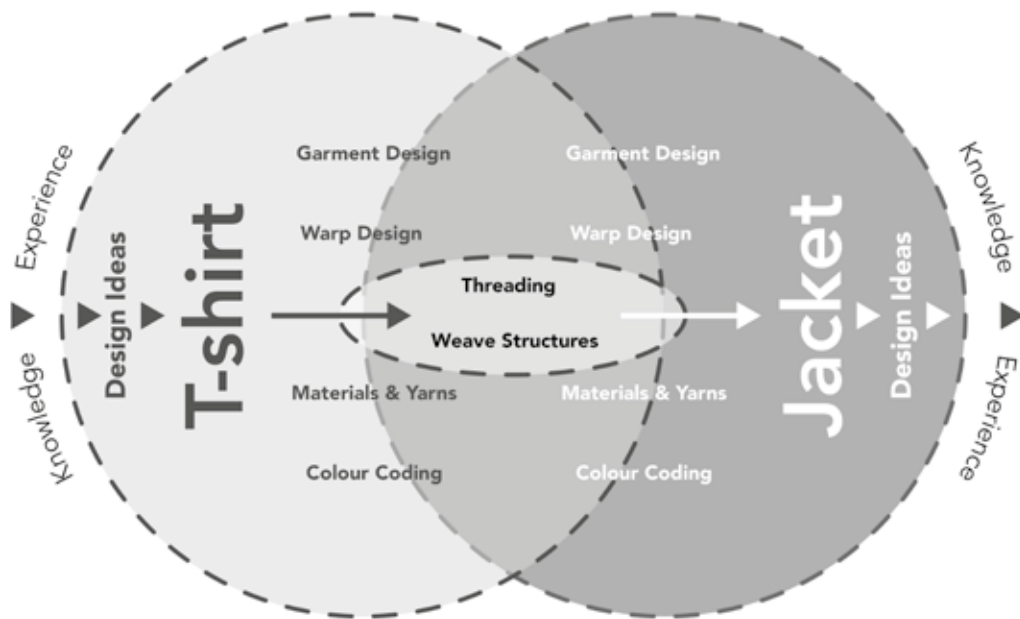 Experience
Knowledge
Design Ideas
T-shirt
Garment Design
Warp Design
Materials & Yarns
Colour Coding
Threading
Weave Structures
Garment Design
Warp Design
Materials & Yarns
Colour Coding
Jacket
Design Ideas
Knowledge
Experience